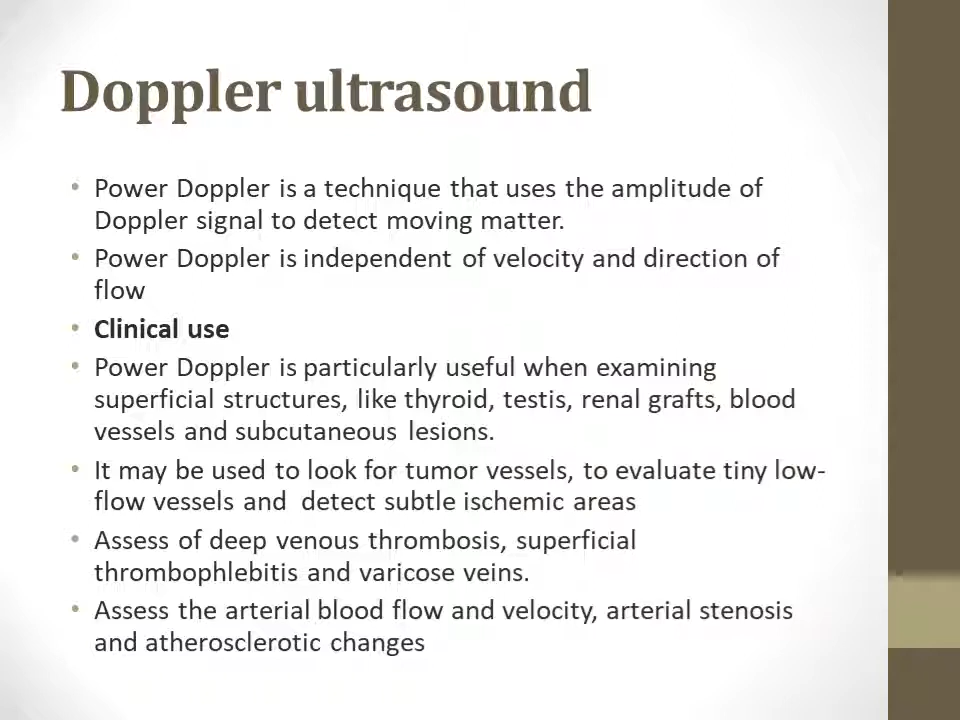 Doppler ultrasound
• Power Doppler is a technique that uses the amplitude of
Doppler signal to detect moving matter.
• Power Doppler is independent of velocity and direction of
flow
• Clinical use
• Power Doppler is particularly useful when examining
superficial structures, like thyroid, testis, renal grafts, blood
vessels and subcutaneous lesions.
• It may be used to look for tumor vessels, to evaluate tiny low-
flow vessels and  detect subtle ischemic areas
• Assess of deep venous thrombosis, superficial
thrombophlebitis and varicose veins.
• Assess the arterial blood flow and velocity, arterial stenosis
and atherosclerotic changes